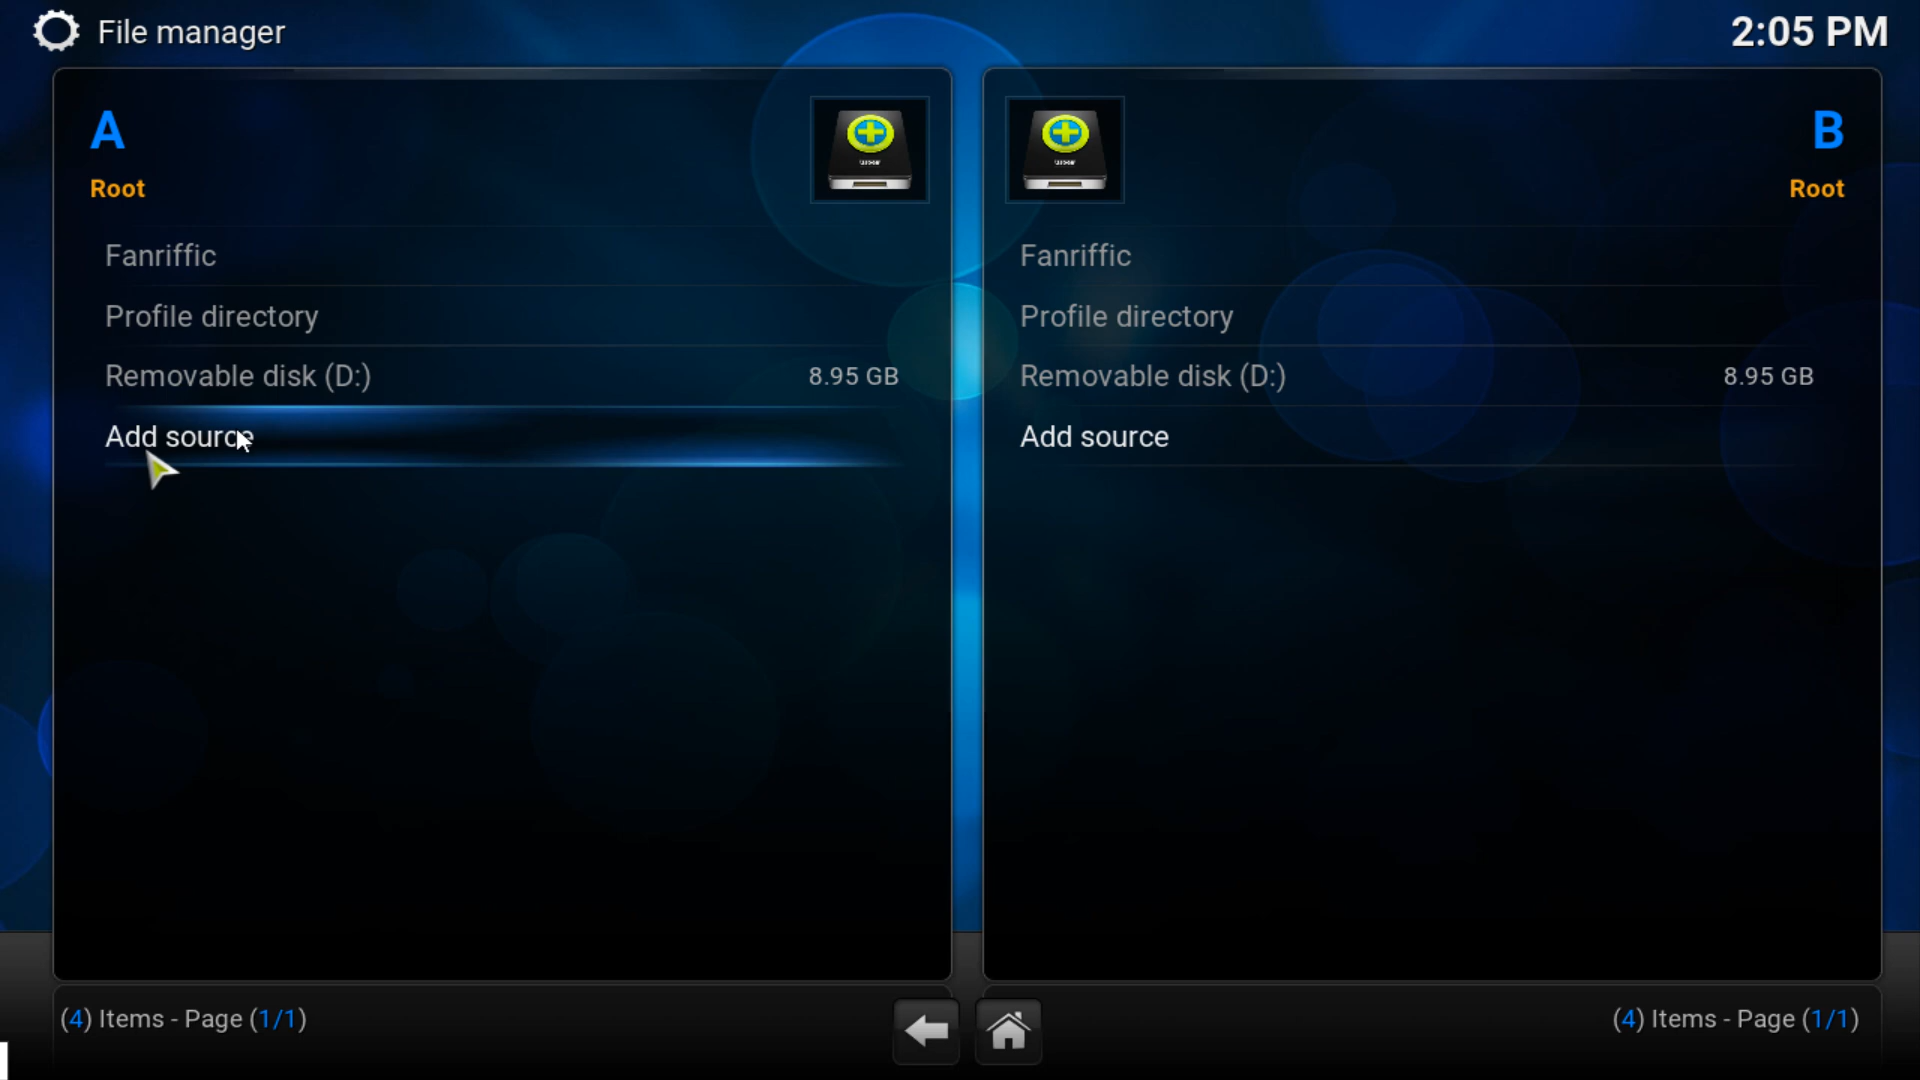 File manager
2:05 PM
A
Root
Fanriffic
Profile directory
Removable disk (D:) 8.95 GB
Add source
(4) Items - Page (1/1)
B
Root
Fanriffic
Profile directory
Removable disk (D:) 8.95 GB
Add source
(4) Items - Page (1/1)